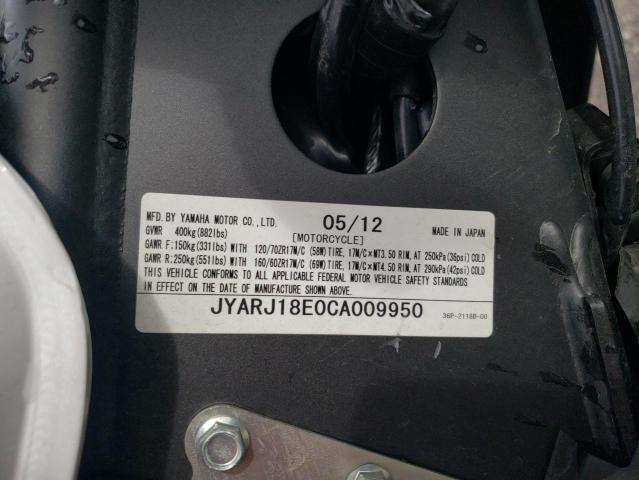 MFD. BY YAMAHA MOTOR CO.,LTD. 05/12 MADE IN JAPAN
GVWR 400kg(882lbs) [MOTORCYCLE]
GAWR F:150kg(331lbs) WITH 120/70ZR17M/C (58W) TIRE, 17M/C×MT3.50 RIM, AT 250kPa(36psi) COLD
GAWR R:250kg(551lbs) WITH 160/60ZR17M/C (69W) TIRE, 17M/C×MT4.50 RIM, AT 290kPa(42psi) COLD
THIS VEHICLE CONFORMS TO ALL APPLICABLE FEDERAL MOTOR VEHICLE SAFETY STANDARDS
IN EFFECT ON THE DATE OF MANUFACTURE SHOWN ABOVE.
JYARJ18E0CA009950 36P-2118B-00